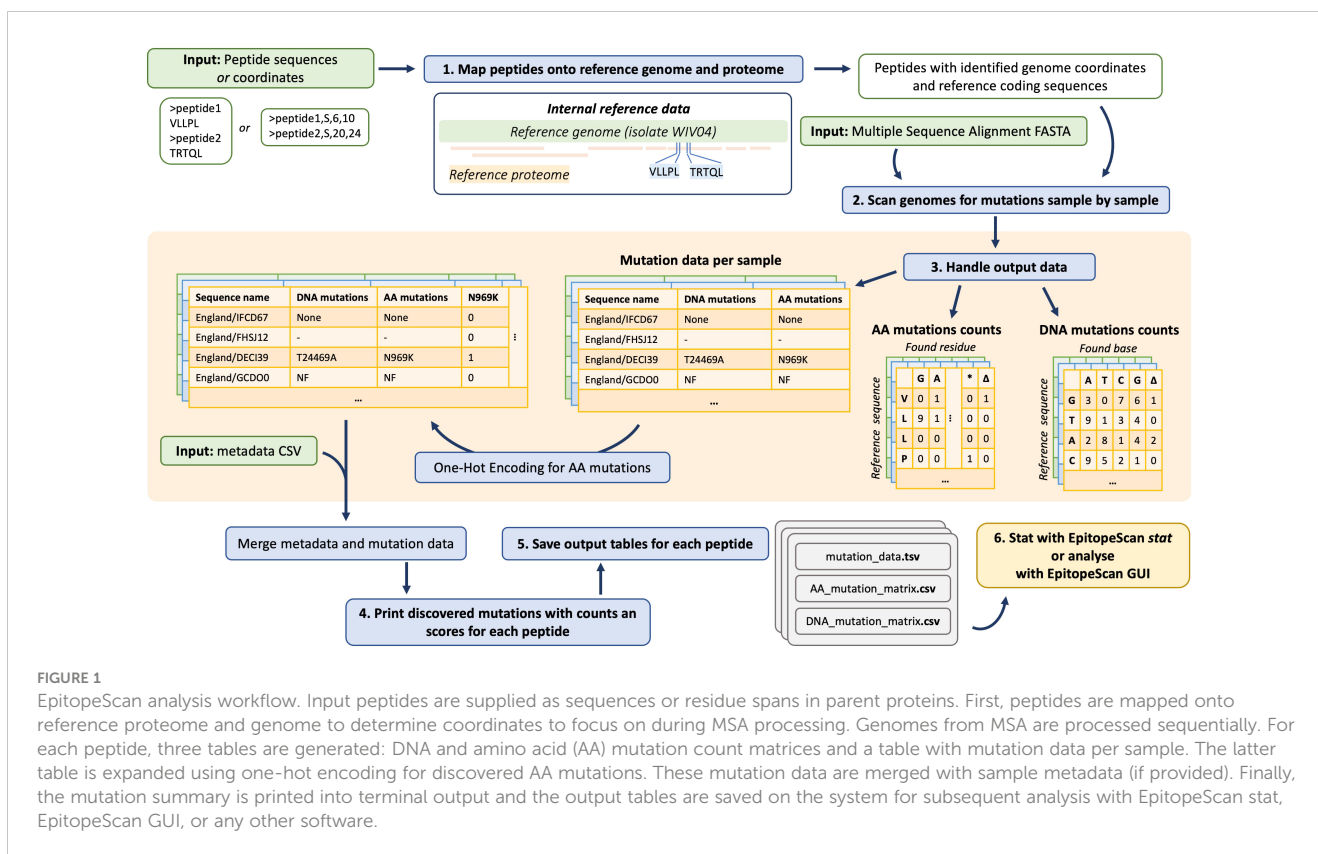 Input: Peptide sequences
or coordinates
>peptide1
VLLPL
>peptide2
TRTQL
or
>peptide1,S,6,10
>peptide2,S,20,24
1. Map peptides onto reference genome and proteome
Internal reference data
Reference genome (isolate WIV04)
Reference proteome
VLLPL
TRTQL
Peptides with identified genome coordinates
and reference coding sequences
Input: Multiple Sequence Alignment FASTA
2. Scan genomes for mutations sample by sample
3. Handle output data
Mutation data per sample
Sequence name DNA mutations AA mutations N969K
England/IFCD67 None None 0
England/FHSJ12 - - 0 ⋮
England/DECI39 T24469A N969K 1
England/GCDO0 NF NF 0
...
Sequence name DNA mutations AA mutations
England/IFCD67 None None
England/FHSJ12 - -
England/DECI39 T24469A N969K
England/GCDO0 NF NF
...
AA mutations counts
Found residue
Reference sequence
G A * Δ
V 0 1 0 1
L 9 1 ⋮ 0 0
L 0 0 0 0
P 0 0 1 0
...
DNA mutations counts
Found base
Reference sequence
A T C G Δ
G 3 0 7 6 1
T 9 1 3 4 0
A 2 8 1 4 2
C 9 5 2 1 0
...
Input: metadata CSV
One-Hot Encoding for AA mutations
Merge metadata and mutation data
4. Print discovered mutations with counts an
scores for each peptide
5. Save output tables for each peptide
mutation_data.tsv
AA_mutation_matrix.csv
DNA_mutation_matrix.csv
6. Stat with EpitopeScan stat
or analyse
with EpitopeScan GUI
FIGURE 1
EpitopeScan analysis workflow. Input peptides are supplied as sequences or residue spans in parent proteins. First, peptides are mapped onto
reference proteome and genome to determine coordinates to focus on during MSA processing. Genomes from MSA are processed sequentially. For
each peptide, three tables are generated: DNA and amino acid (AA) mutation count matrices and a table with mutation data per sample. The latter
table is expanded using one-hot encoding for discovered AA mutations. These mutation data are merged with sample metadata (if provided). Finally,
the mutation summary is printed into terminal output and the output tables are saved on the system for subsequent analysis with EpitopeScan stat,
EpitopeScan GUI, or any other software.